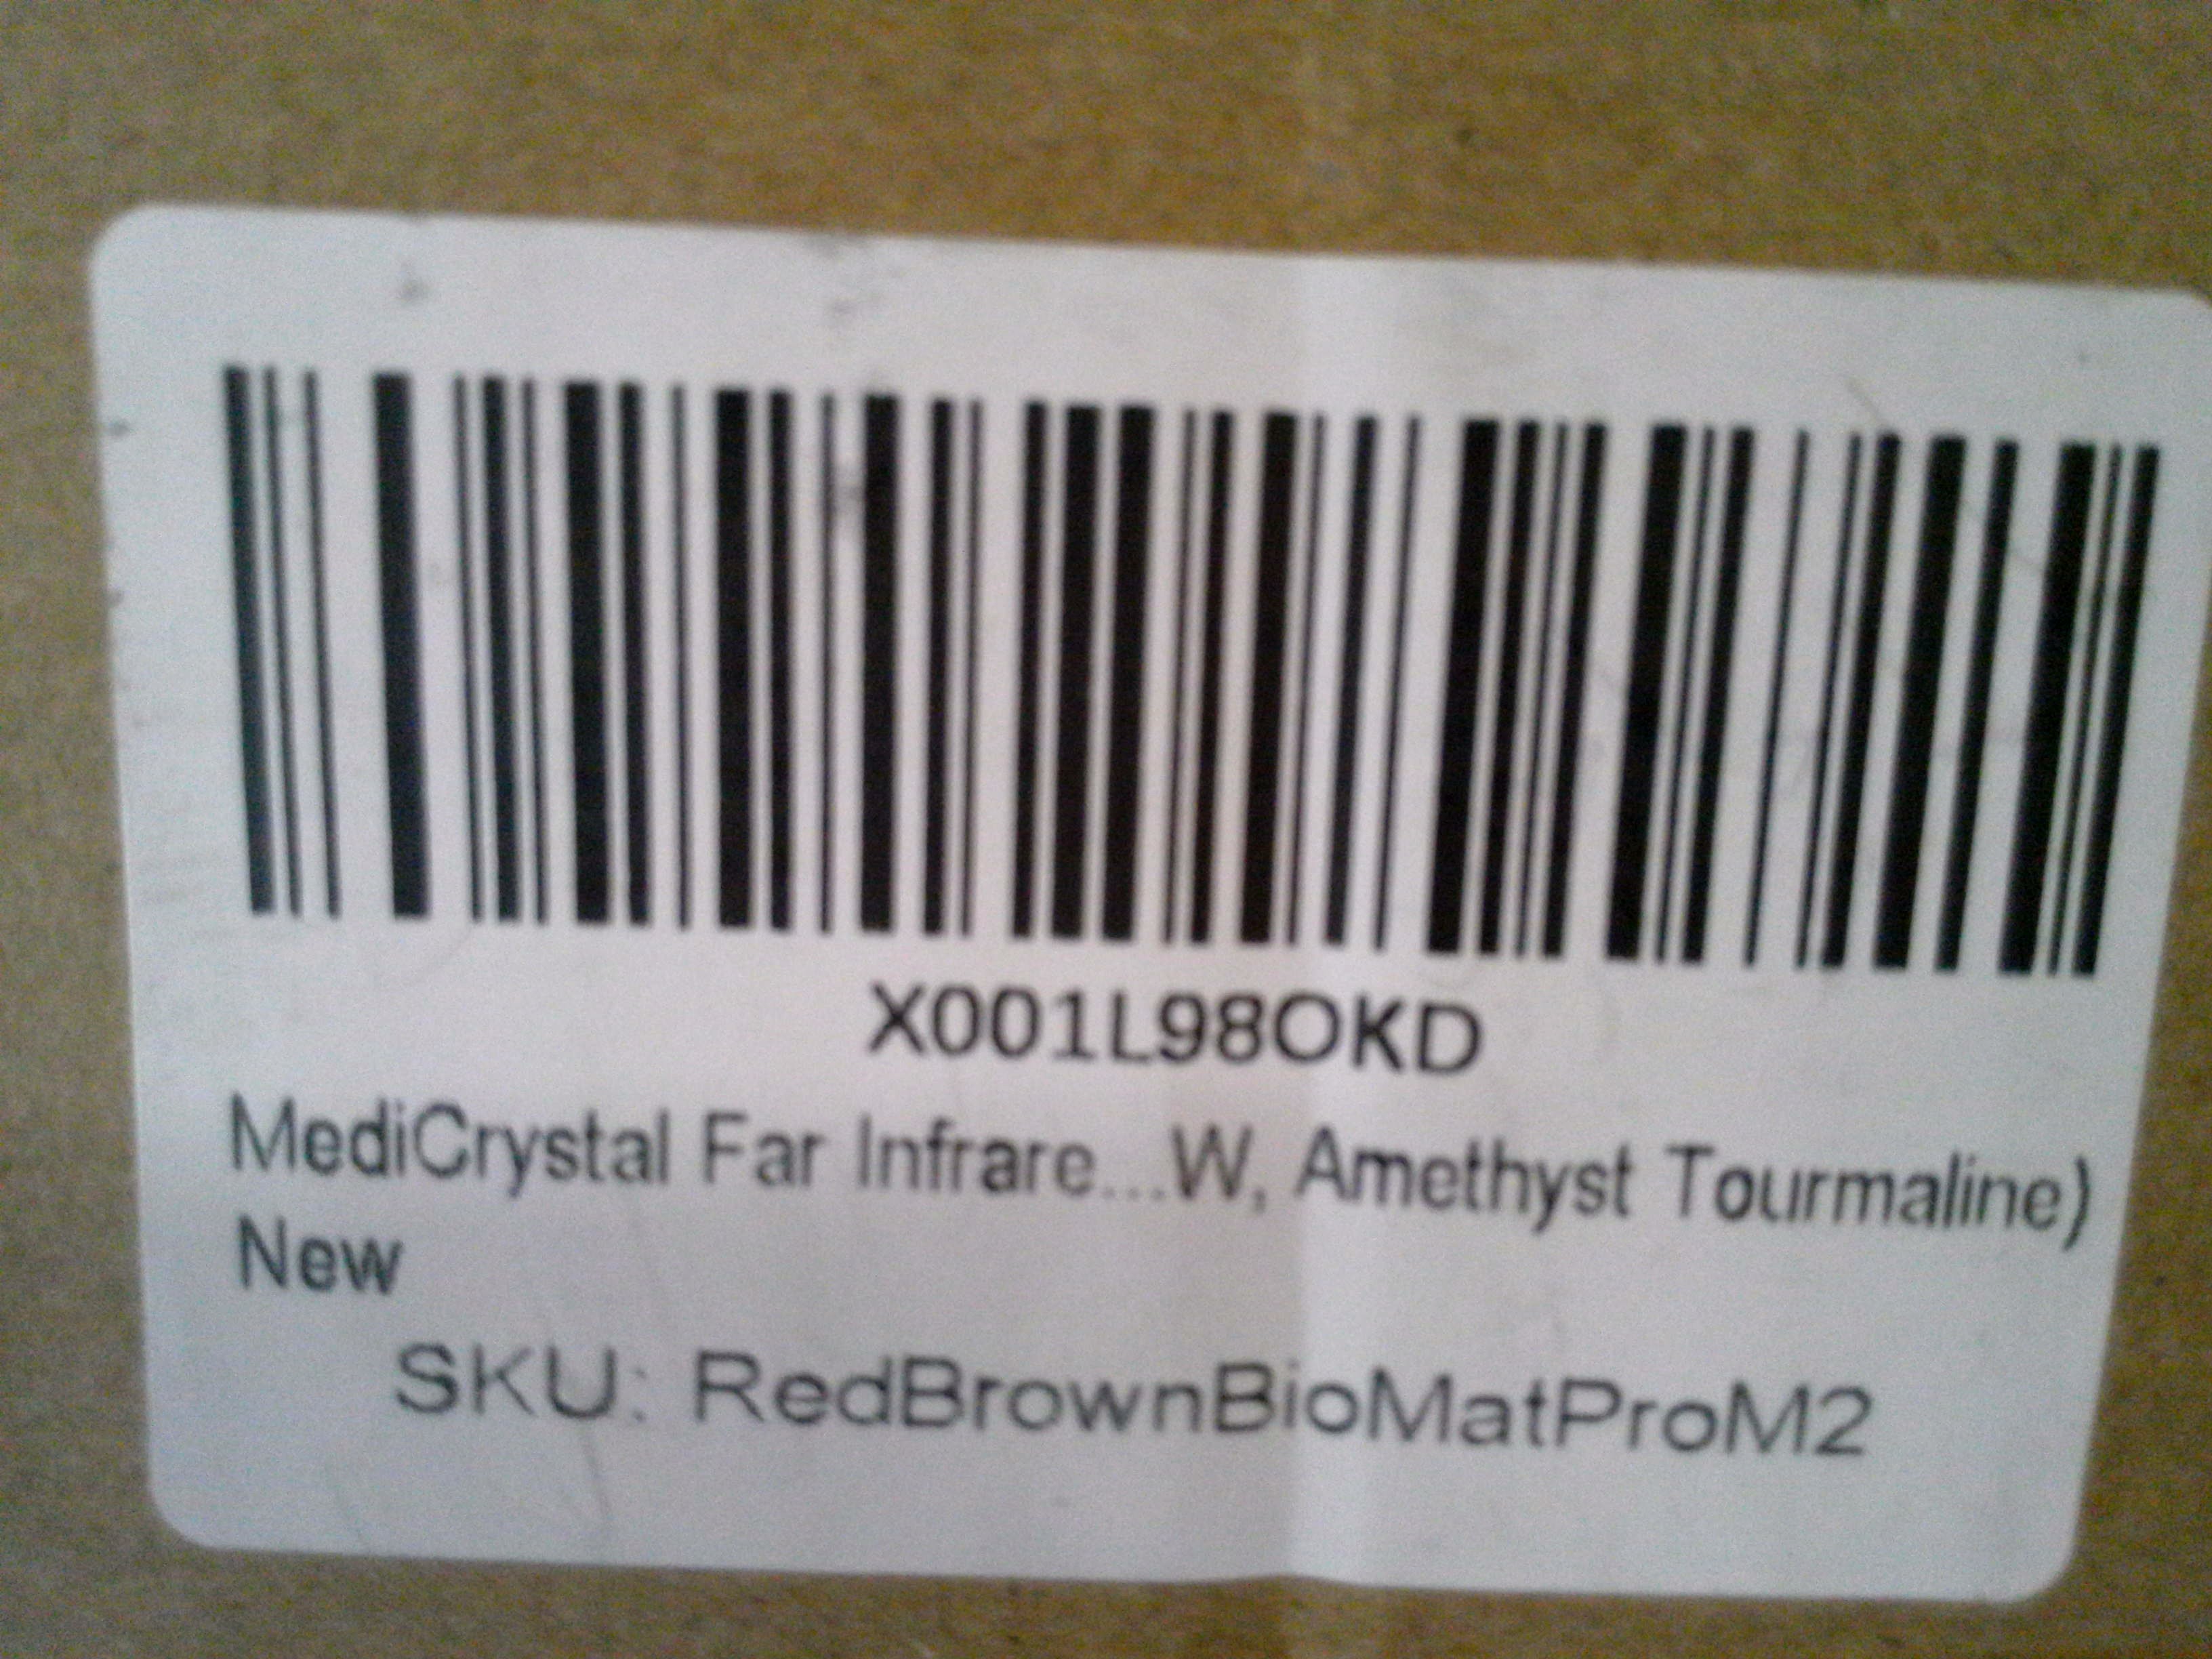 X001L98OKD
MediCrystal Far Infrare...W, Amethyst Tourmaline)
New
SKU: RedBrownBioMatProM2